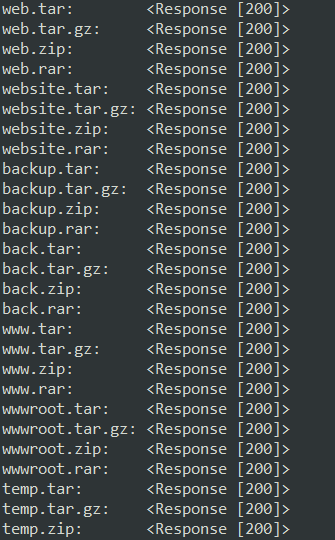 web.tar: <Response [200]>
web.tar.gz: <Response [200]>
web.zip: <Response [200]>
web.rar: <Response [200]>
website.tar: <Response [200]>
website.tar.gz: <Response [200]>
website.zip: <Response [200]>
website.rar: <Response [200]>
backup.tar: <Response [200]>
backup.tar.gz: <Response [200]>
backup.zip: <Response [200]>
backup.rar: <Response [200]>
back.tar: <Response [200]>
back.tar.gz: <Response [200]>
back.zip: <Response [200]>
back.rar: <Response [200]>
www.tar: <Response [200]>
www.tar.gz: <Response [200]>
www.zip: <Response [200]>
www.rar: <Response [200]>
wwwroot.tar: <Response [200]>
wwwroot.tar.gz: <Response [200]>
wwwroot.zip: <Response [200]>
wwwroot.rar: <Response [200]>
temp.tar: <Response [200]>
temp.tar.gz: <Response [200]>
temp.zip: <Response [200]>